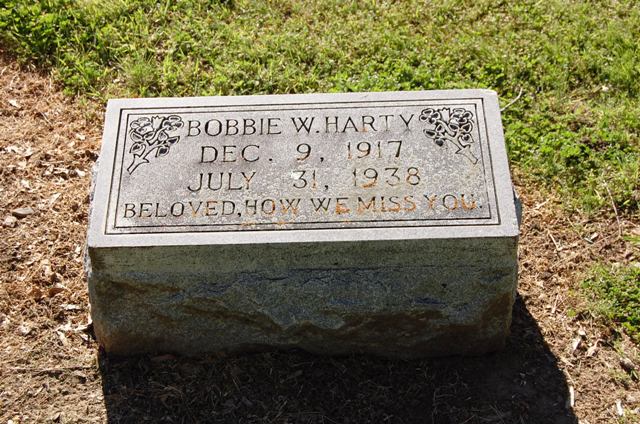 BOBBIE W. HARTY
DEC. 9, 1917
JULY 31, 1938
BELOVED, HOW WE MISS YOU.